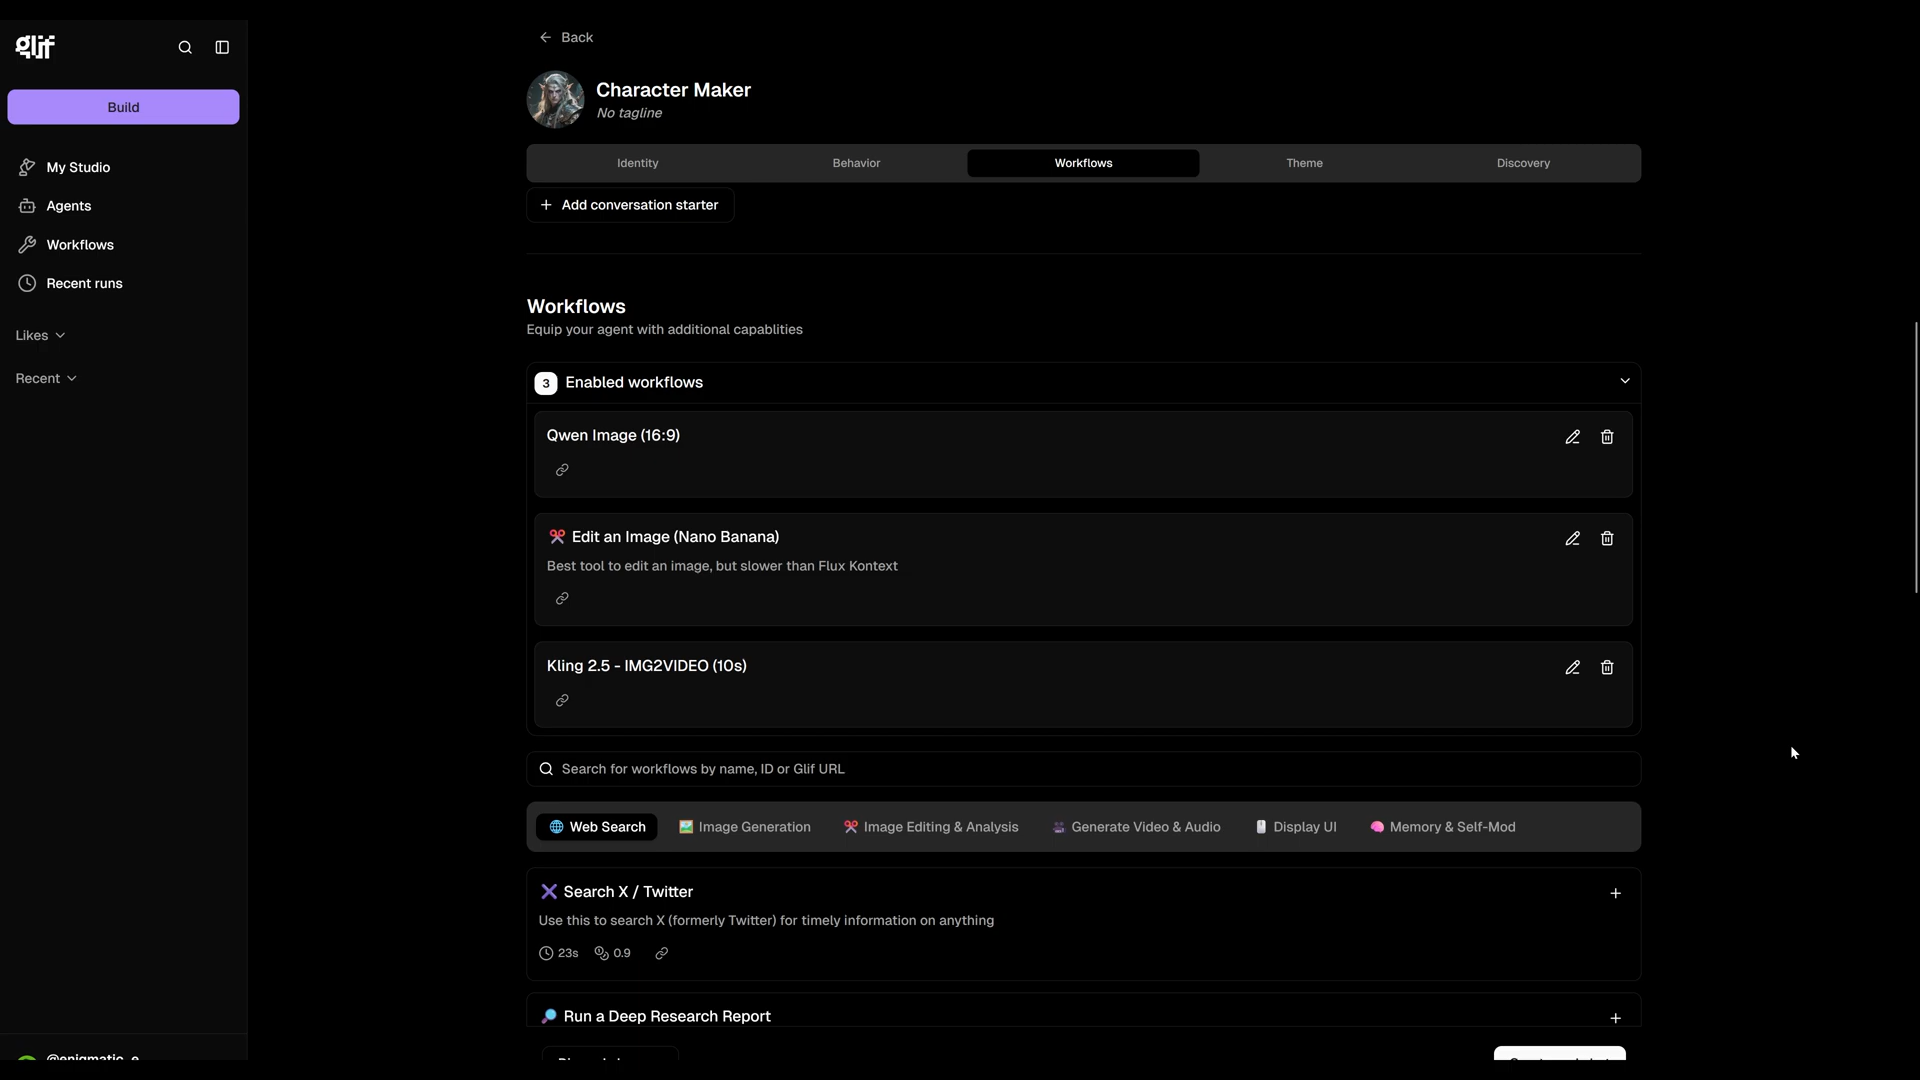 glif
Build
My Studio
Agents
Workflows
Recent runs
Likes
Recent
@enigmatic_e
Back
Character Maker
No tagline
Identity
Behavior
Workflows
Theme
Discovery
Add conversation starter
Workflows
Equip your agent with additional capablities
3 Enabled workflows
Qwen Image (16:9)
Edit an Image (Nano Banana)
Best tool to edit an image, but slower than Flux Kontext
Kling 2.5 - IMG2VIDEO (10s)
Search for workflows by name, ID or Glif URL
Web Search
Image Generation
Image Editing & Analysis
Generate Video & Audio
Display UI
Memory & Self-Mod
Search X / Twitter
Use this to search X (formerly Twitter) for timely information on anything
23s 0.9
Run a Deep Research Report